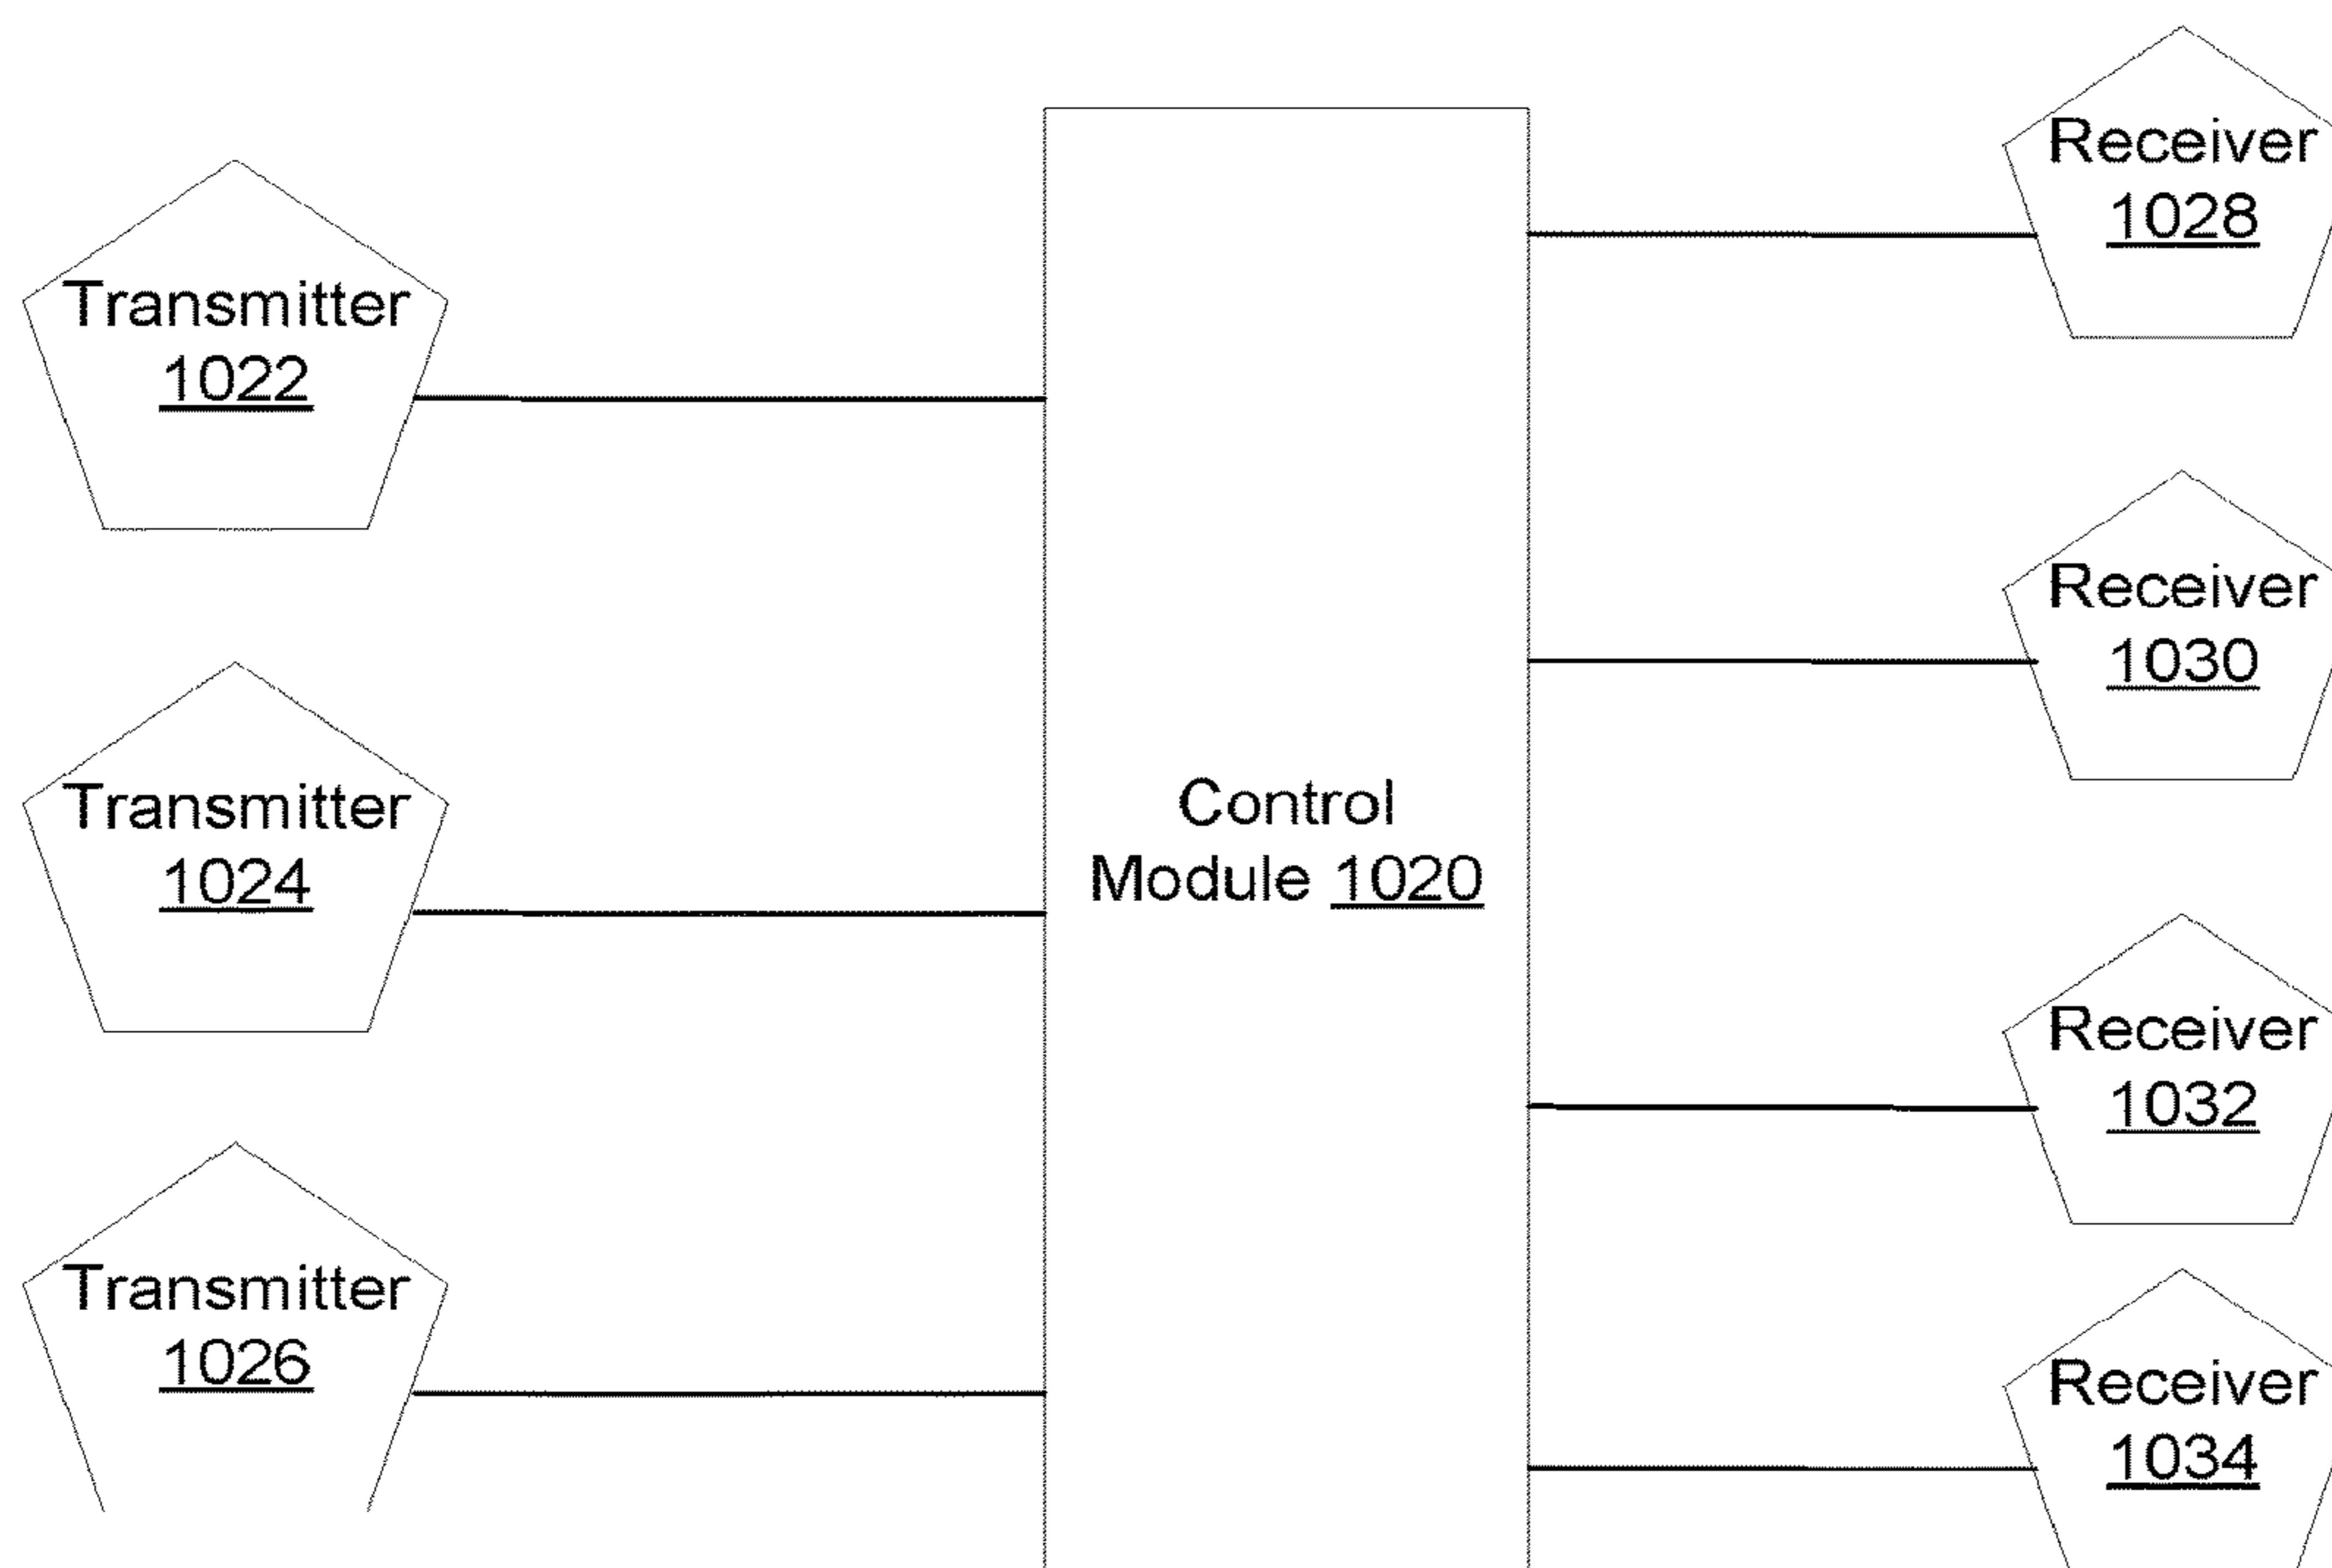 Transmitter
1022
Transmitter
1024
Transmitter
1026
Control
Module 1020
Receiver
1028
Receiver
1030
Receiver
1032
Receiver
1034